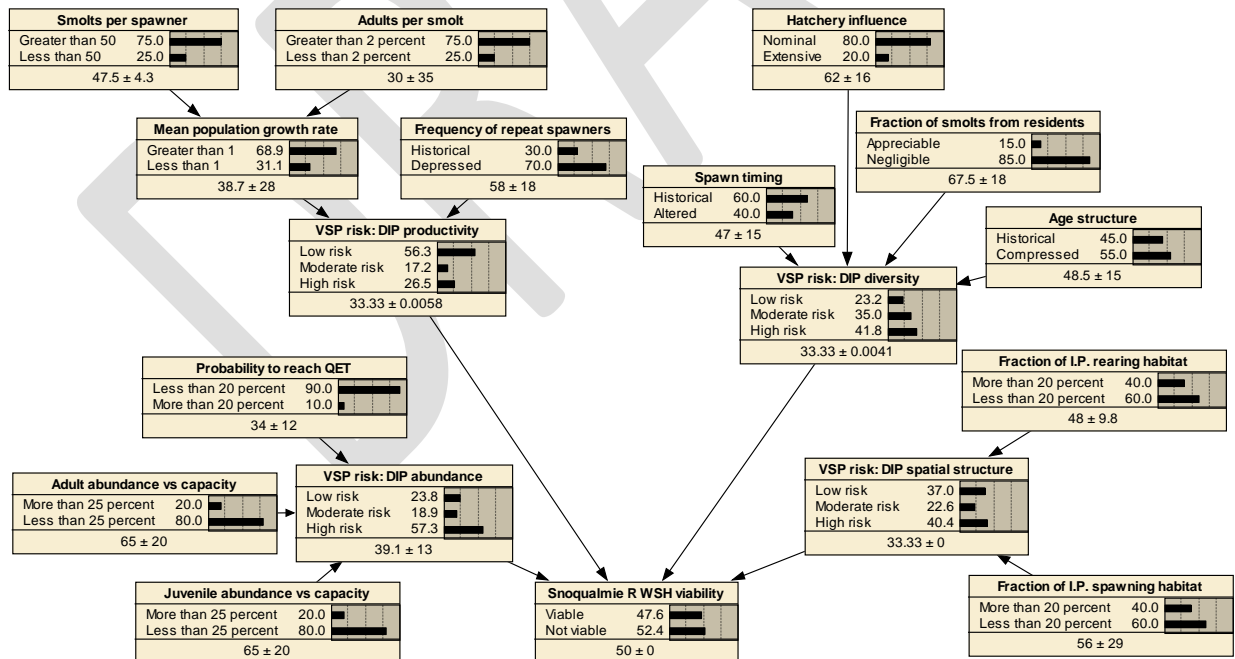 Smolts per spawner
Greater than 50 75.0
Less than 50 25.0
47.5 ± 4.3
Adults per smolt
Greater than 2 percent 75.0
Less than 2 percent 25.0
30 ± 35
Hatchery influence
Nominal 80.0
Extensive 20.0
62 ± 16
Mean population growth rate
Greater than 1 68.9
Less than 1 31.1
38.7 ± 28
Frequency of repeat spawners
Historical 30.0
Depressed 70.0
58 ± 18
Fraction of smolts from residents
Appreciable 15.0
Negligible 85.0
67.5 ± 18
Spawn timing
Historical 60.0
Altered 40.0
47 ± 15
Age structure
Historical 45.0
Compressed 55.0
48.5 ± 15
VSP risk: DIP productivity
Low risk 56.3
Moderate risk 17.2
High risk 26.5
33.33 ± 0.0058
VSP risk: DIP diversity
Low risk 23.2
Moderate risk 35.0
High risk 41.8
33.33 ± 0.0041
Probability to reach QET
Less than 20 percent 90.0
More than 20 percent 10.0
34 ± 12
Fraction of I.P. rearing habitat
More than 20 percent 40.0
Less than 20 percent 60.0
48 ± 9.8
Adult abundance vs capacity
More than 25 percent 20.0
Less than 25 percent 80.0
65 ± 20
VSP risk: DIP abundance
Low risk 23.8
Moderate risk 18.9
High risk 57.3
39.1 ± 13
VSP risk: DIP spatial structure
Low risk 37.0
Moderate risk 22.6
High risk 40.4
33.33 ± 0
Juvenile abundance vs capacity
More than 25 percent 20.0
Less than 25 percent 80.0
65 ± 20
Snoqualmie R WSH viability
Viable 47.6
Not viable 52.4
50 ± 0
Fraction of I.P. spawning habitat
More than 20 percent 40.0
Less than 20 percent 60.0
56 ± 29